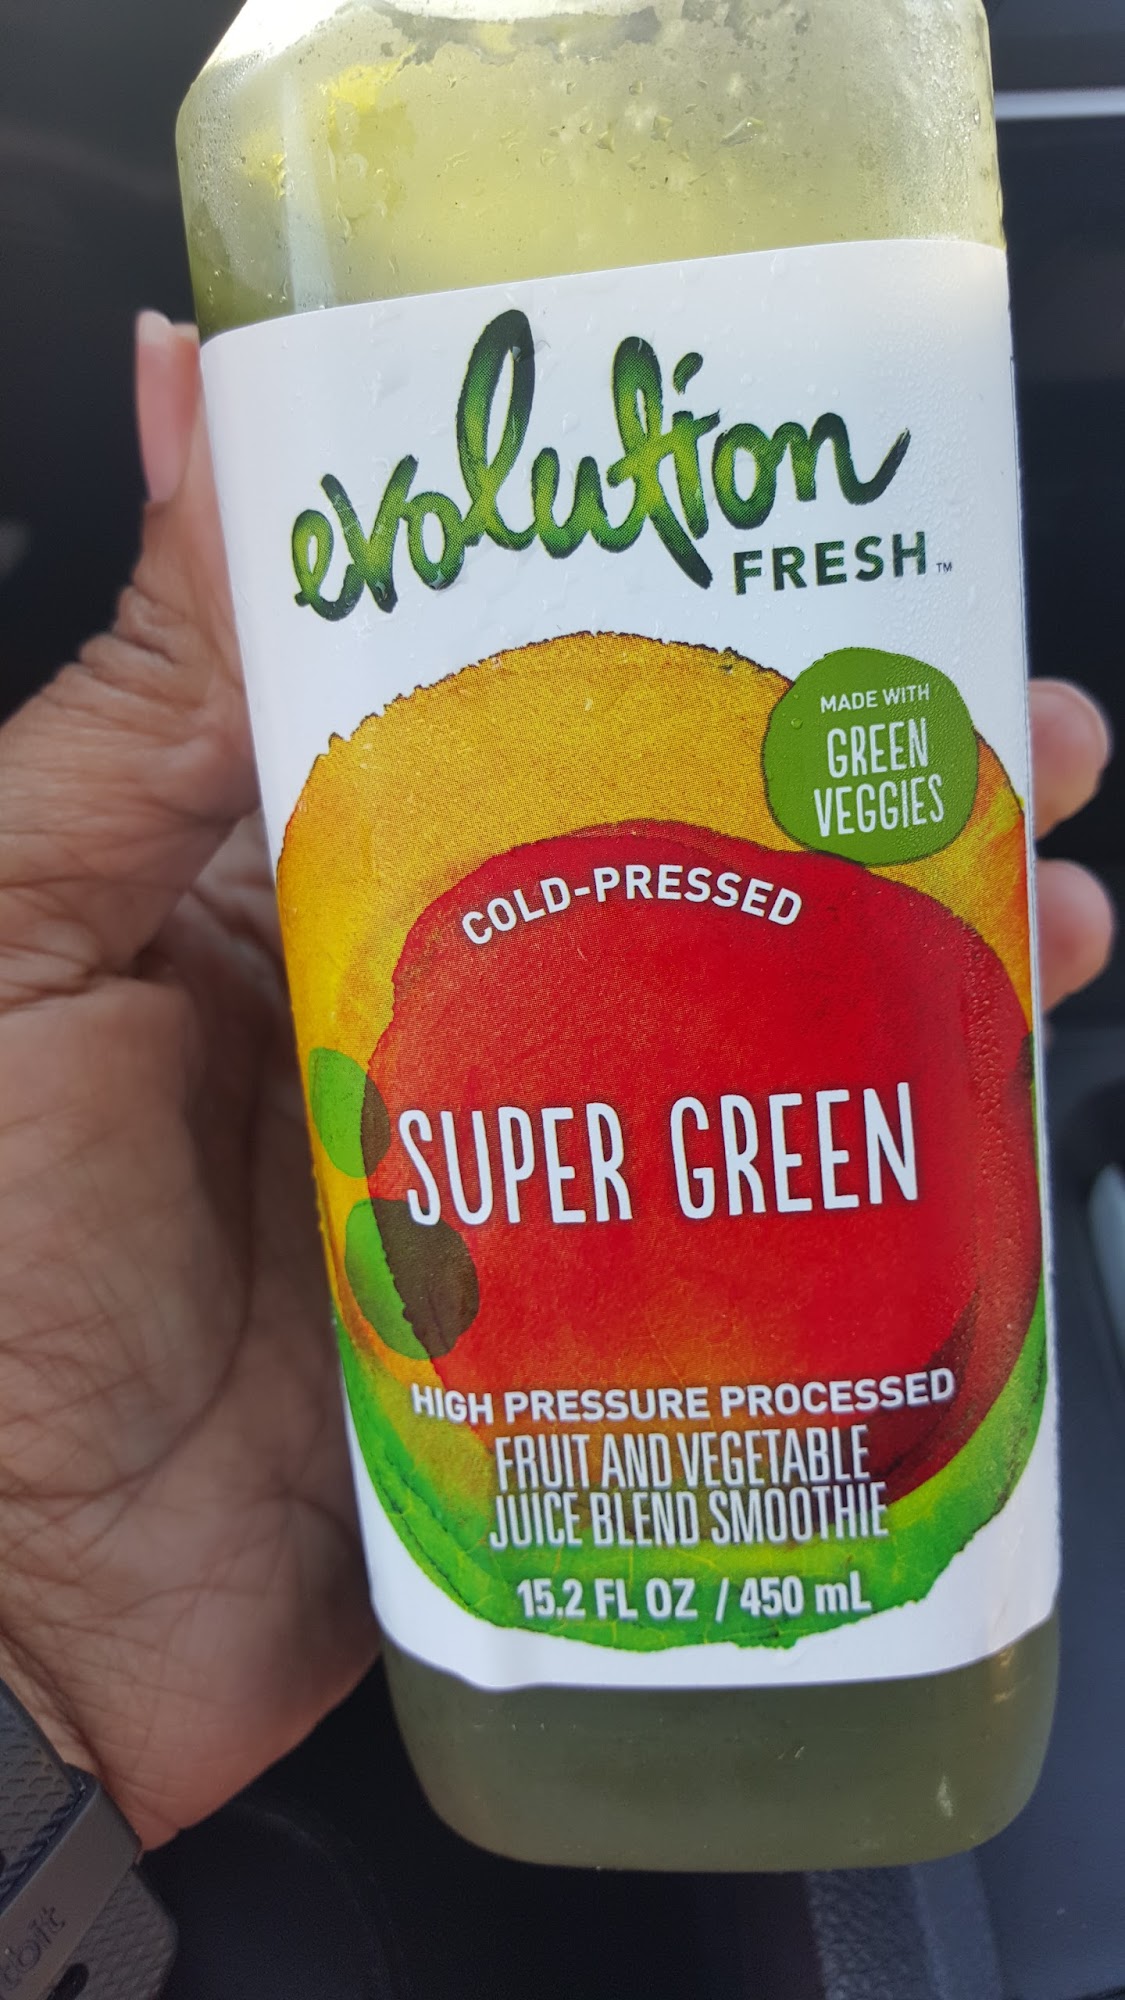 evolution
FRESH™
MADE WITH
GREEN
VEGGIES
COLD-PRESSED
SUPER GREEN
HIGH PRESSURE PROCESSED
FRUIT AND VEGETABLE
JUICE BLEND SMOOTHIE
15.2 FL OZ / 450 mL